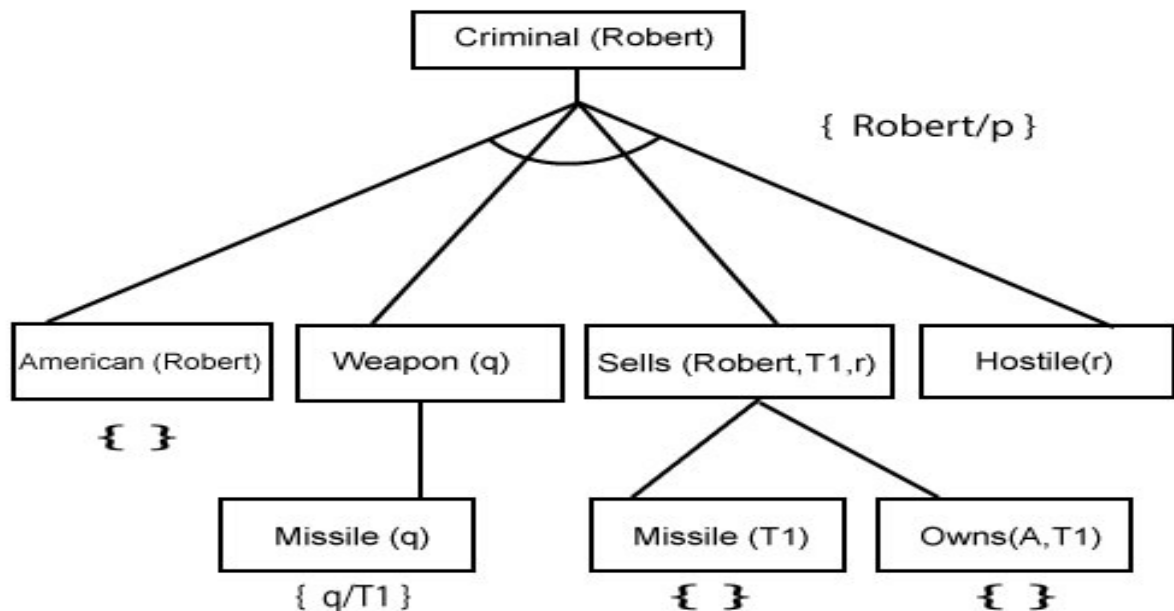 Criminal (Robert)
{ Robert/p }
American (Robert)
Weapon (q)
Sells (Robert,T1,r)
Hostile(r)
{ }
Missile (q)
Missile (T1)
Owns(A,T1)
{ q/T1 }
{ }
{ }